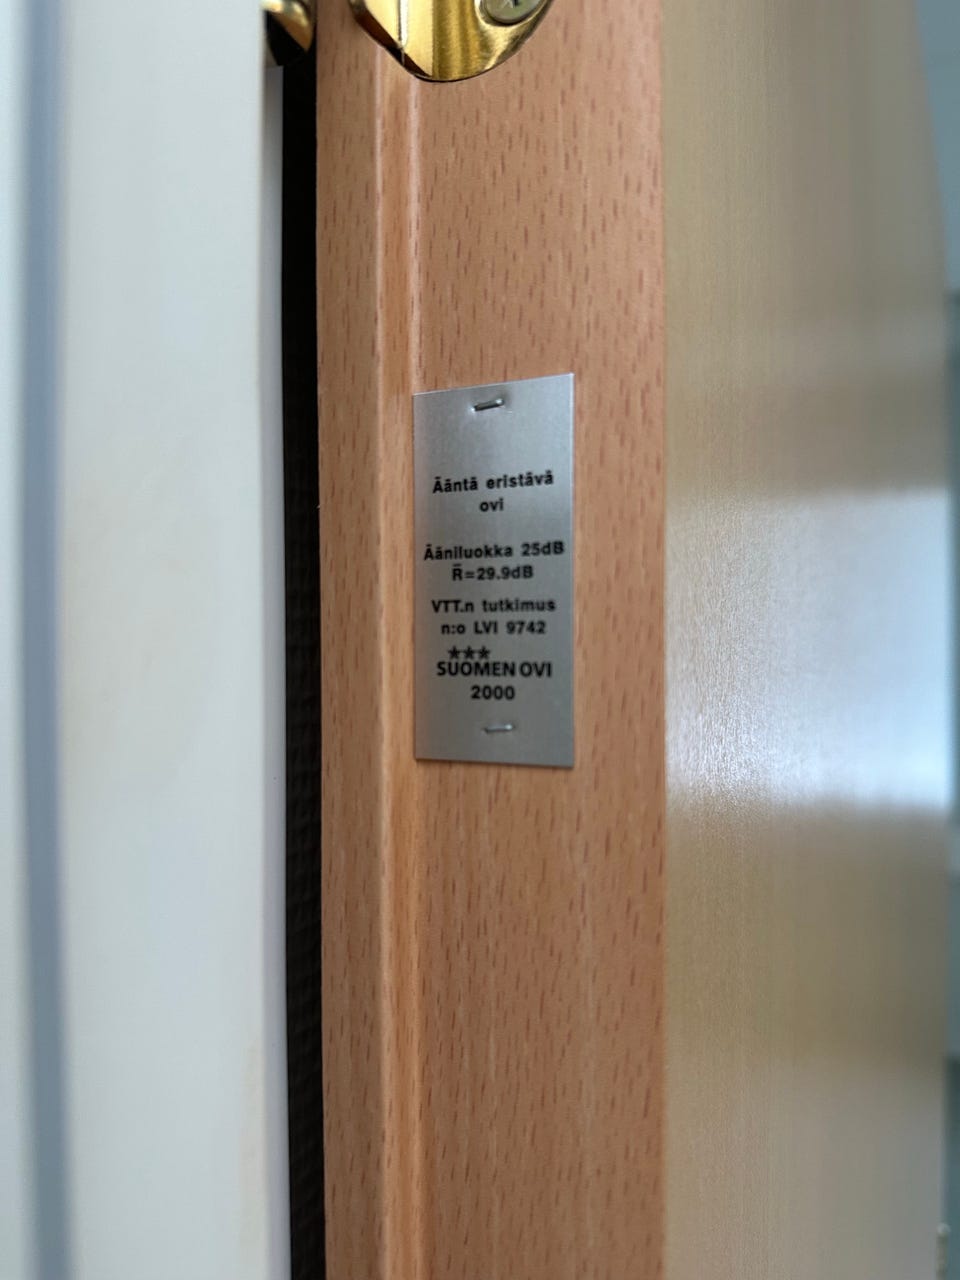 Ääntä eristävä
ovi
Ääniluokka 25dB
R̄=29.9dB
VTT.n tutkimus
n:o LVI 9742
★★★
SUOMEN OVI
2000